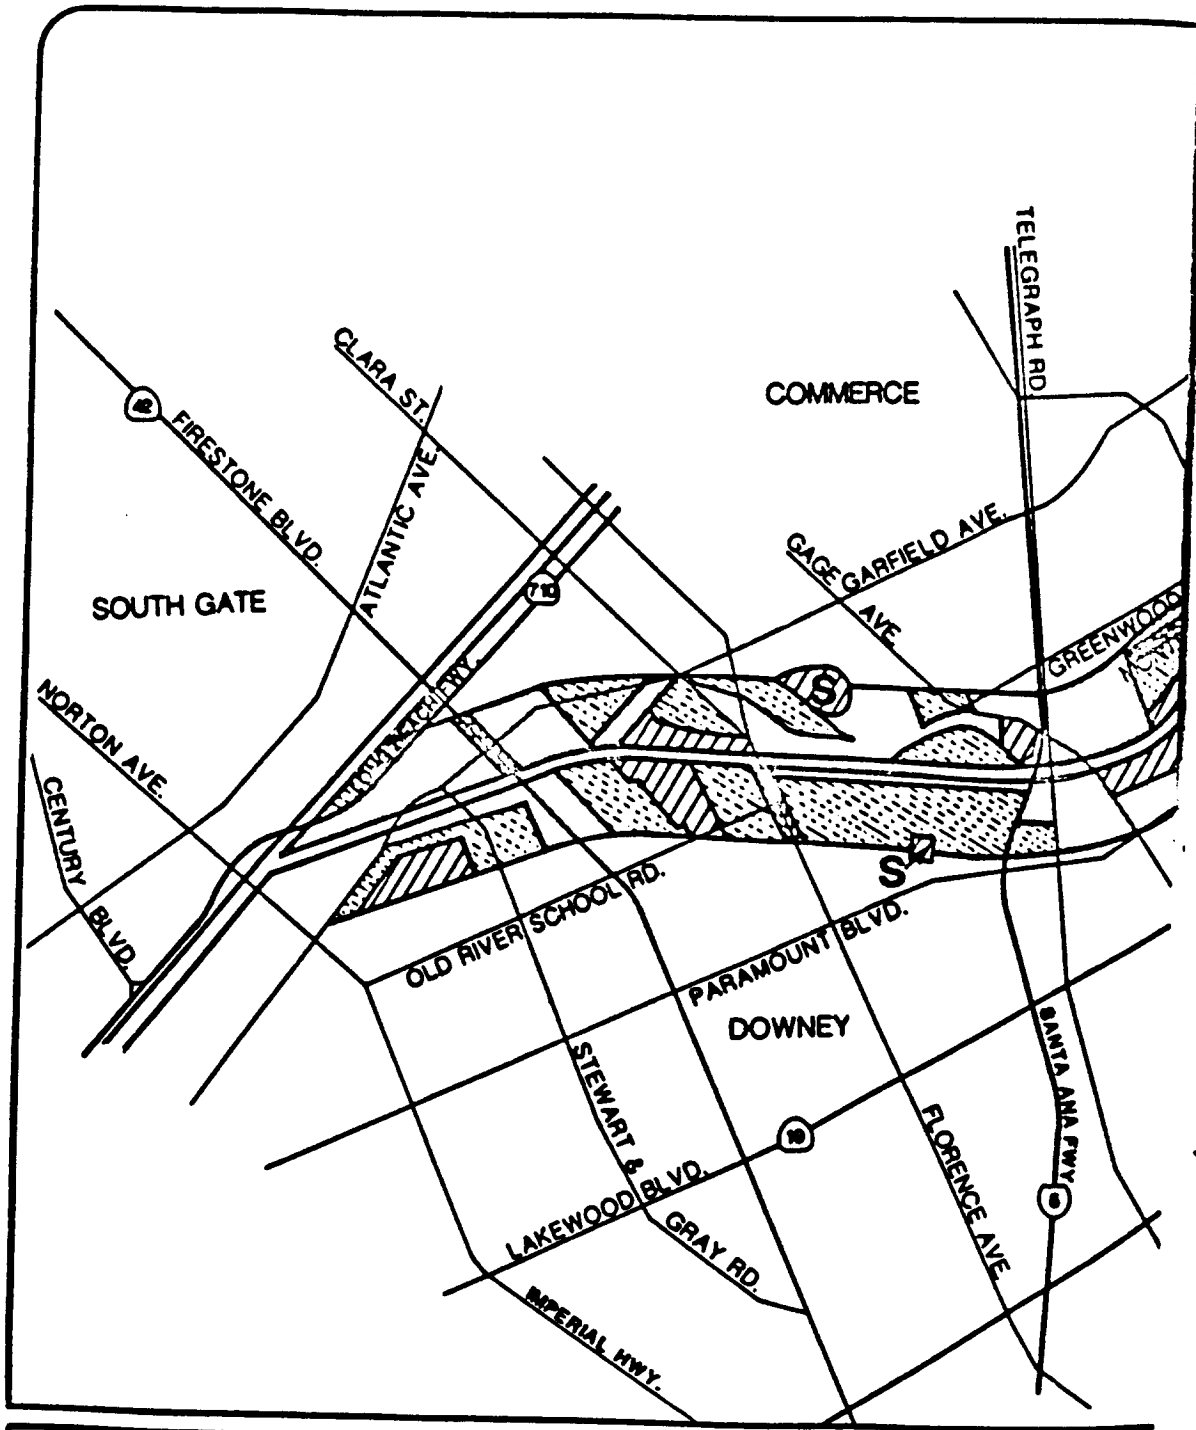 TELEGRAPH RD
CLARA ST.
COMMERCE
42
FIRESTONE BLVD.
ATLANTIC AVE.
GARFIELD AVE.
GAGE
AVE.
710
SOUTH GATE
GREENWOOD
NORTON AVE.
S
CENTURY
BLVD.
S
OLD RIVER SCHOOL RD.
PARAMOUNT BLVD.
DOWNEY
SANTA ANA FWY.
STEWART &
GRAY RD.
FLORENCE AVE.
19
LAKEWOOD BLVD.
5
IMPERIAL HWY.